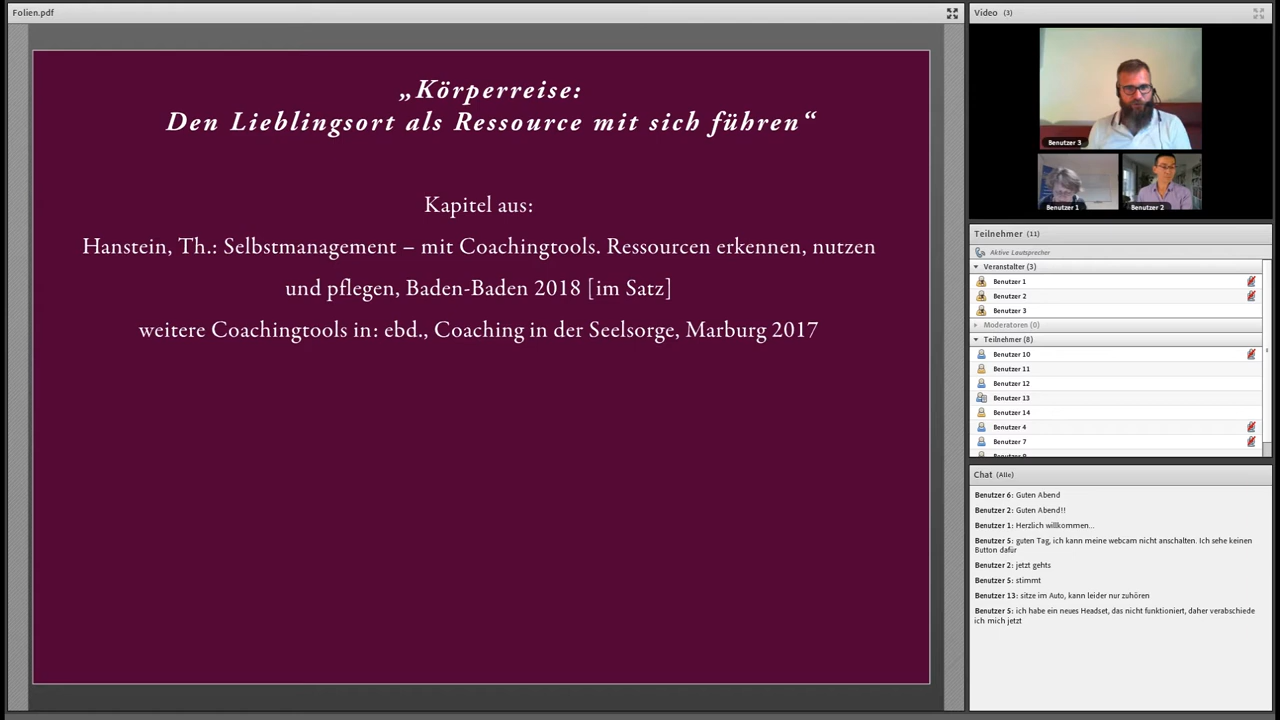 Folien.pdf
„Körperreise:
Den Lieblingsort als Ressource mit sich führen“
Kapitel aus:
Hanstein, Th.: Selbstmanagement – mit Coachingtools. Ressourcen erkennen, nutzen
und pflegen, Baden-Baden 2018 [im Satz]
weitere Coachingtools in: ebd., Coaching in der Seelsorge, Marburg 2017
Video (3)
Benutzer 3
Benutzer 1
Benutzer 2
Teilnehmer (11)
Aktive Lautsprecher
Veranstalter (3)
Benutzer 1
Benutzer 2
Benutzer 3
Moderatoren (0)
Teilnehmer (8)
Benutzer 10
Benutzer 11
Benutzer 12
Benutzer 13
Benutzer 14
Benutzer 4
Benutzer 7
Chat (Alle)
Benutzer 6: Guten Abend
Benutzer 2: Guten Abend!!
Benutzer 1: Herzlich willkommen...
Benutzer 5: guten Tag, ich kann meine webcam nicht anschalten. Ich sehe keinen
Button dafür
Benutzer 2: jetzt gehts
Benutzer 5: stimmt
Benutzer 13: sitze im Auto, kann leider nur zuhören
Benutzer 5: ich habe ein neues Headset, das nicht funktioniert, daher verabschiede
ich mich jetzt